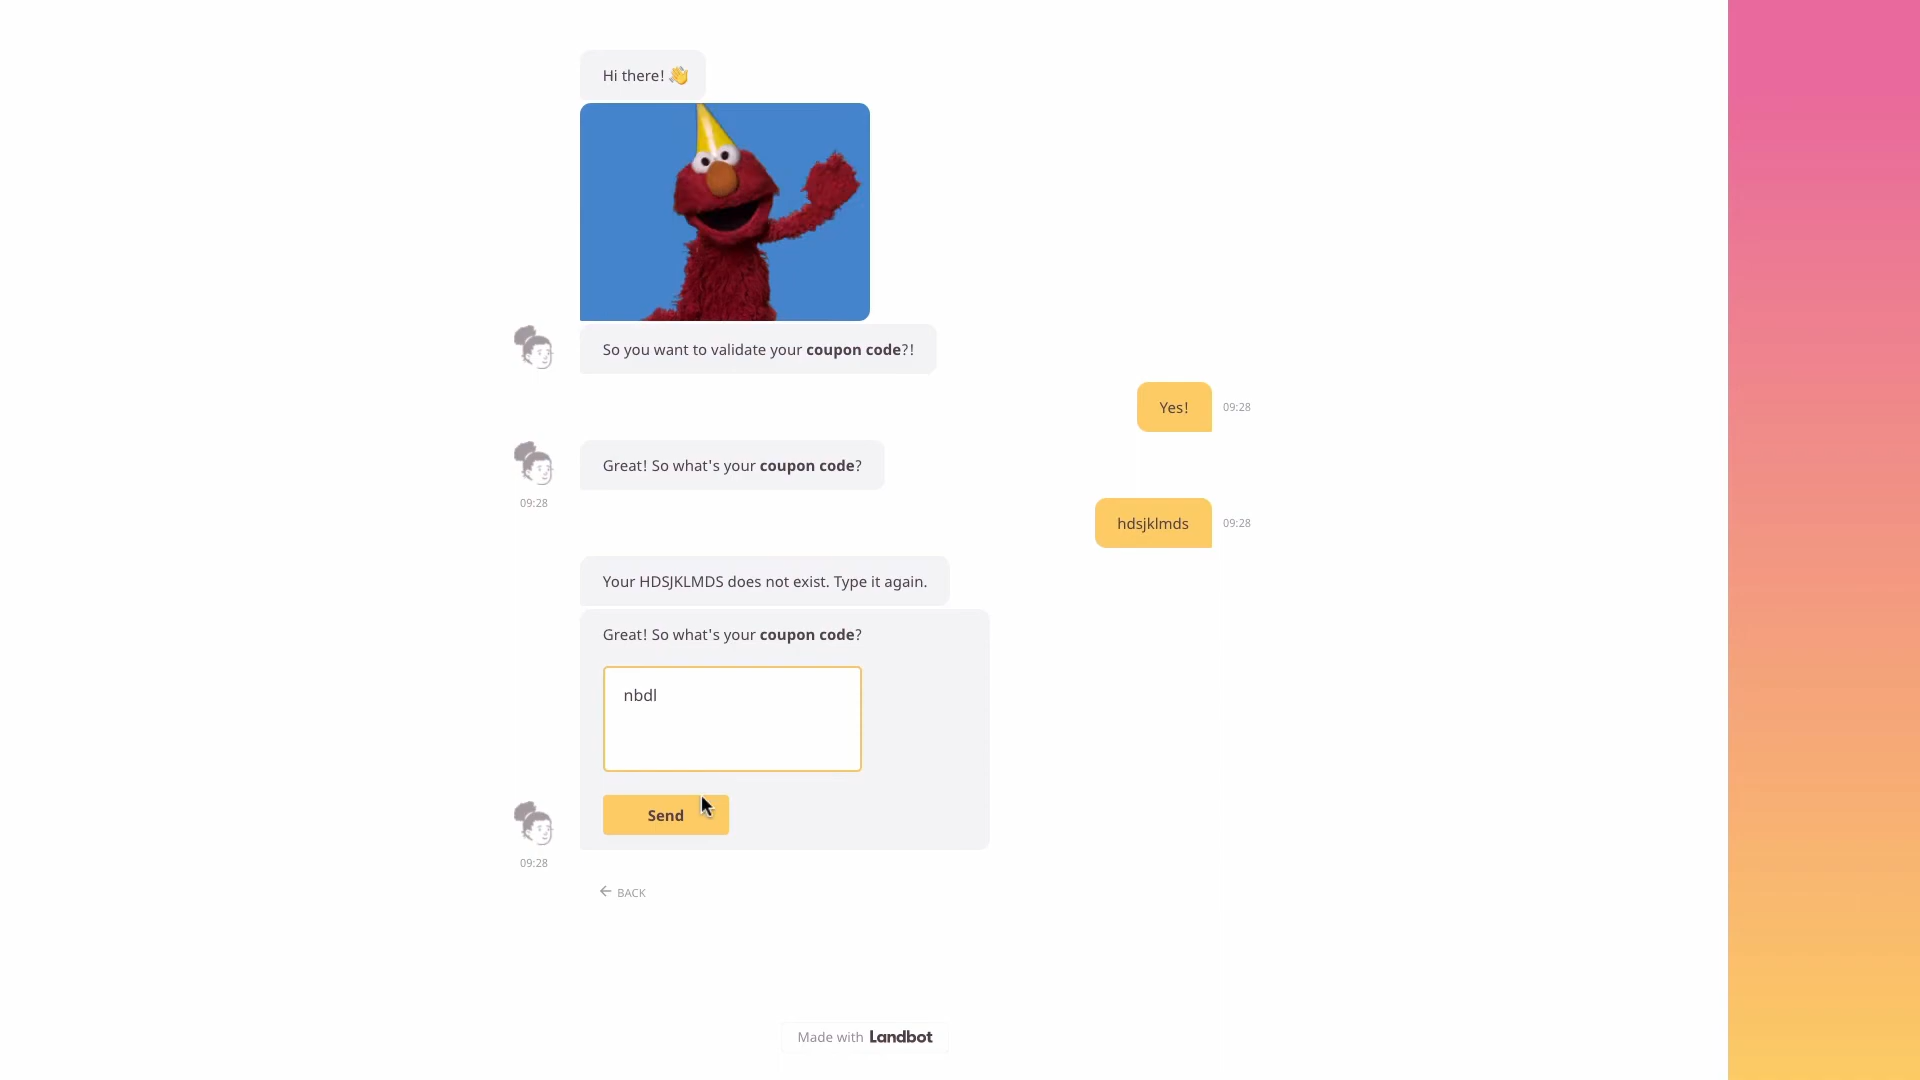 Hi there! 👋
So you want to validate your coupon code?!
Yes!
09:28
Great! So what's your coupon code?
09:28
hdsjklmds
09:28
Your HDSJKLMDS does not exist. Type it again.
Great! So what's your coupon code?
nbdl
Send
09:28
← BACK
Made with Landbot